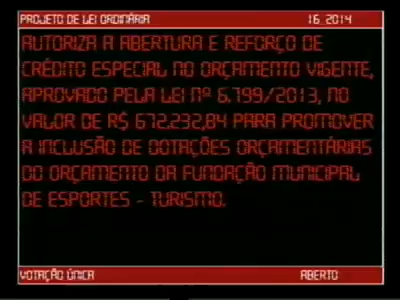 PROJETO DE LEI ORDINÁRIA 16 2014
AUTORIZA A ABERTURA E REFORÇO DE
CRÉDITO ESPECIAL NO ORÇAMENTO VIGENTE,
APROVADO PELA LEI Nº 6.799/2013, NO
VALOR DE R$ 672.232,84 PARA PROMOVER
A INCLUSÃO DE DOTAÇÕES ORÇAMENTÁRIAS
DO ORÇAMENTO DA FUNDAÇÃO MUNICIPAL
DE ESPORTES - TURISMO.
VOTAÇÃO ÚNICA ABERTO